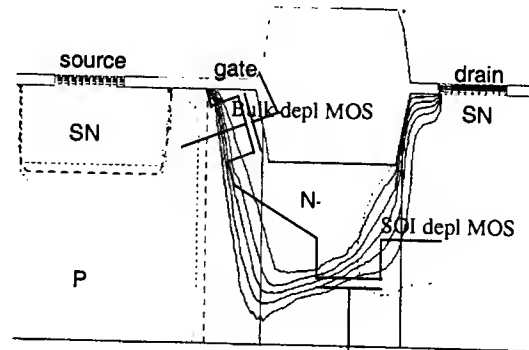 source
gate
drain
SN
Bulk depl MOS
SN
N-
SOI depl MOS
P